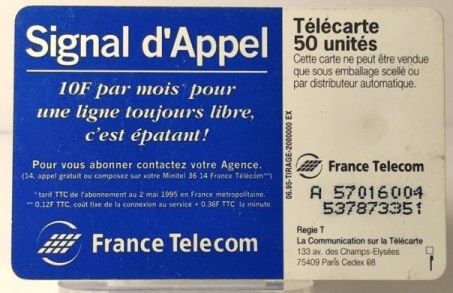 Signal d'Appel
10F par mois pour
une ligne toujours libre,
c'est épatant!
Pour vous abonner contactez votre Agence.
(14, appel gratuit ou composez sur votre Minitel 36 14 France Télécom**)
*tarif TTC de l'abonnement au 2 mai 1995 en France metropolitaine.
** 0.12F TTC, coût fixe de la connexion au service + 0.36F TTC la minute.
France Telecom
Télécarte
50 unités
Cette carte ne peut être vendue
que sous emballage scellé ou
par distributeur automatique.
06.95-TIRAGE-2000000 EX
France Telecom
A 57016004
537873351
Regie T
La Communication sur la Télécarte
133 av. des Champs-Elysées
75409 Paris Cedex 08